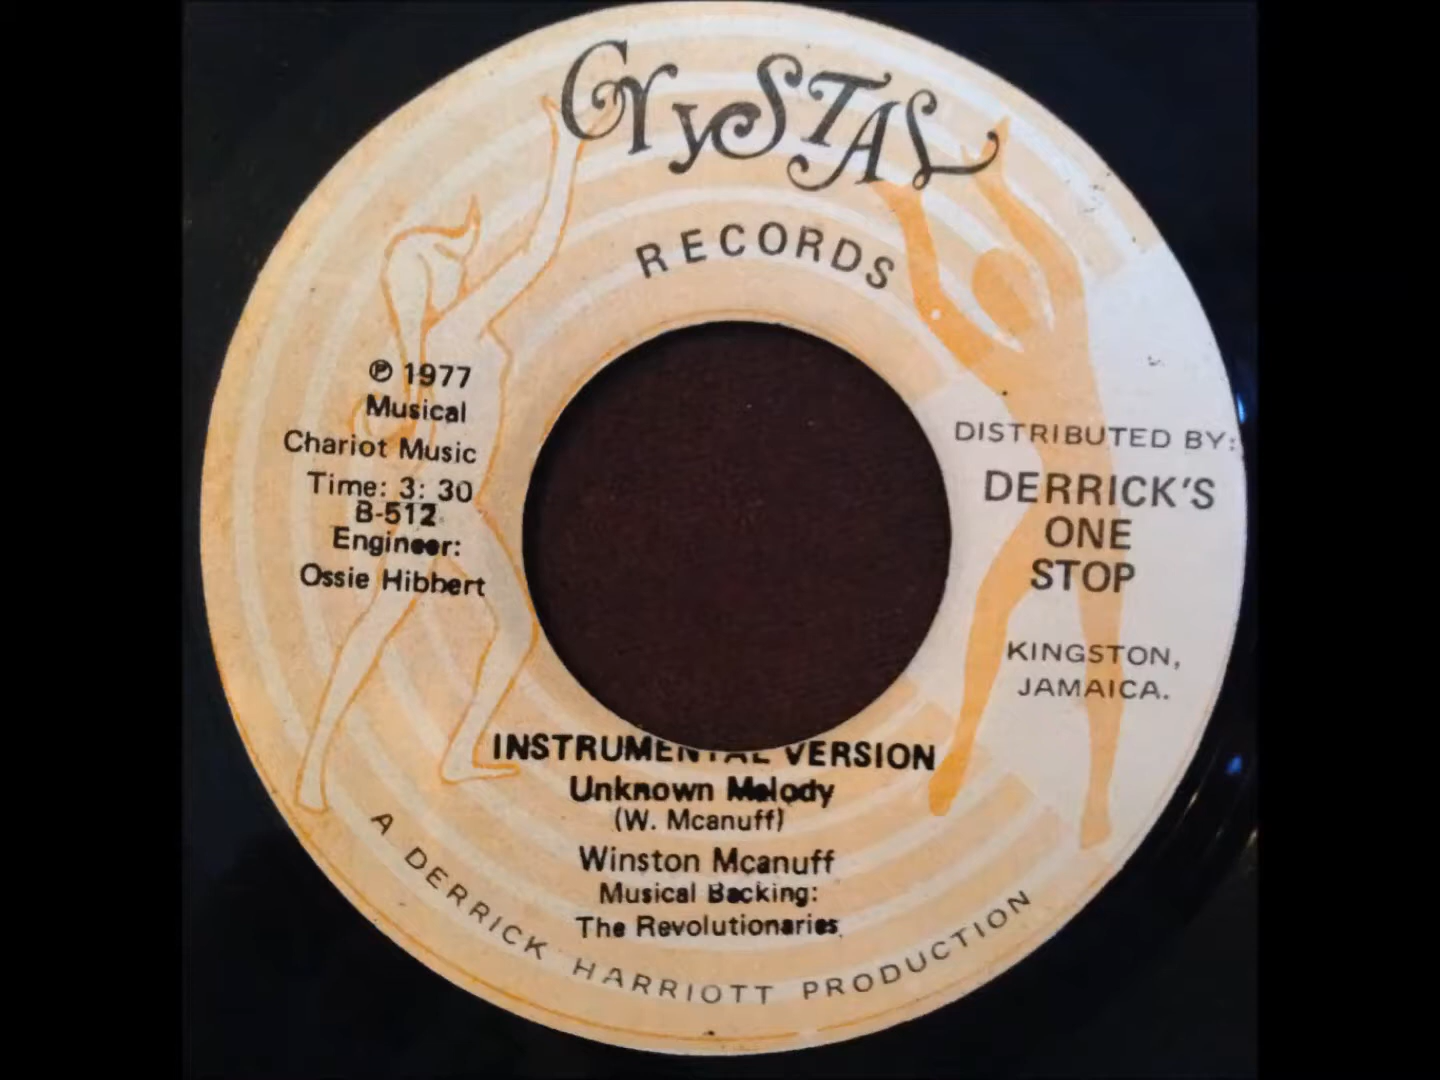 CrySTAL
RECORDS
℗ 1977
Musical
Chariot Music
Time: 3: 30
B-512
Engineer:
Ossie Hibbert
DISTRIBUTED BY:
DERRICK'S
ONE
STOP
KINGSTON,
JAMAICA.
INSTRUMENTAL VERSION
Unknown Melody
(W. Mcanuff)
Winston Mcanuff
Musical Backing:
The Revolutionaries
A DERRICK HARRIOTT PRODUCTION